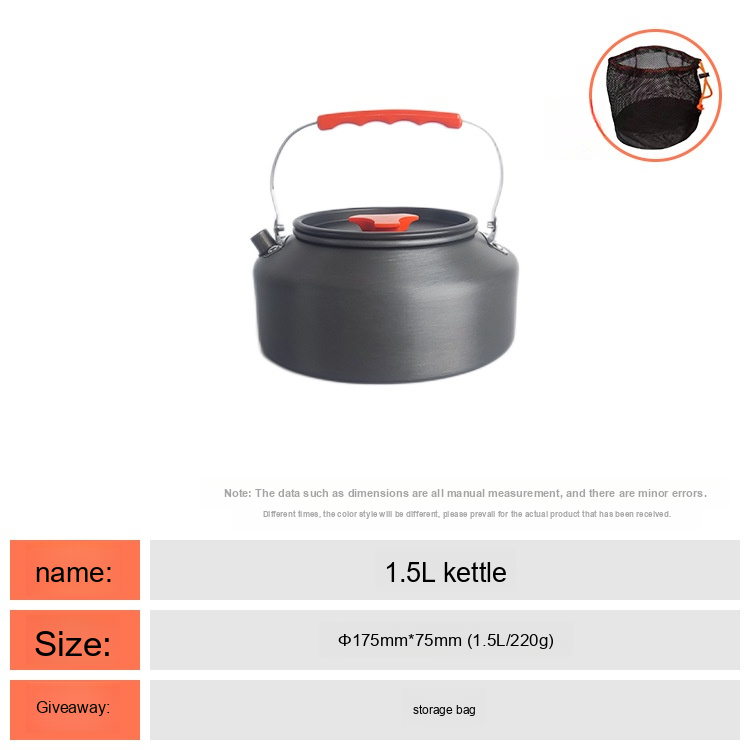 Note: The data such as dimensions are all manual measurement, and there are minor errors.
Different times, the color style will be different, please prevail for the actual product that has been received.
name:
1.5L kettle
Size:
Φ175mm*75mm (1.5L/220g)
Giveaway:
storage bag